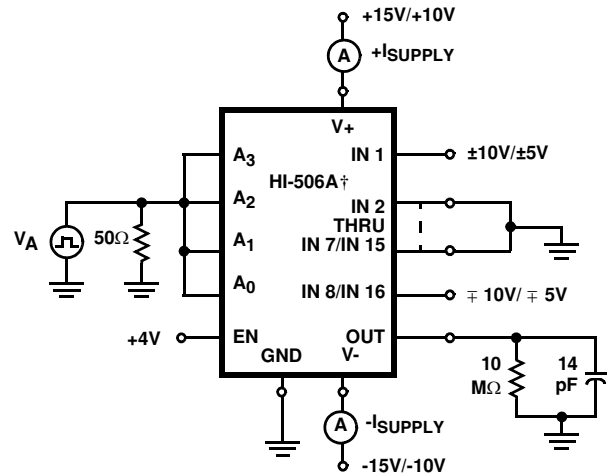 +15V/+10V
A
+ISUPPLY
V+
A3
IN 1
±10V/±5V
HI-506A†
A2
IN 2
THRU
VA
50Ω
A1
IN 7/IN 15
A0
IN 8/IN 16
∓ 10V/ ∓ 5V
+4V
EN
OUT
GND
V-
10
MΩ
14
pF
A
-ISUPPLY
-15V/-10V